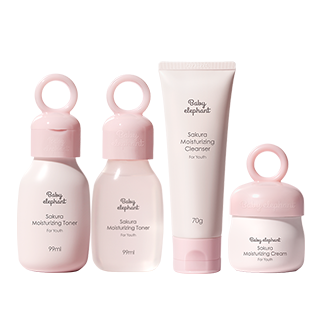 Baby
elephant
Sakura
Moisturizing Toner
For Youth
99ml
Baby
elephant
Sakura
Moisturizing Toner
For Youth
99ml
Baby
elephant
Sakura
Moisturizing
Cleanser
For Youth
70g
Baby elephant
Sakura
Moisturizing Cream
For Youth
60ml